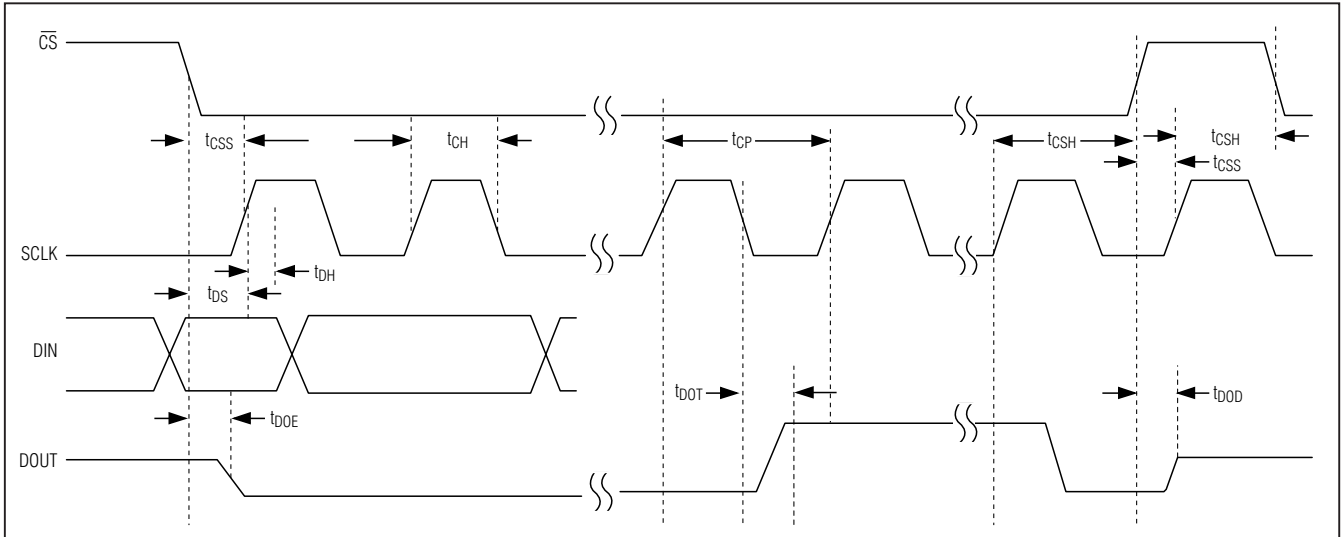 CS
tCSS
tCH
tCP
tCSH
tCSH
tCSS
SCLK
tDH
tDS
DIN
tDOT
tDOD
tDOE
DOUT